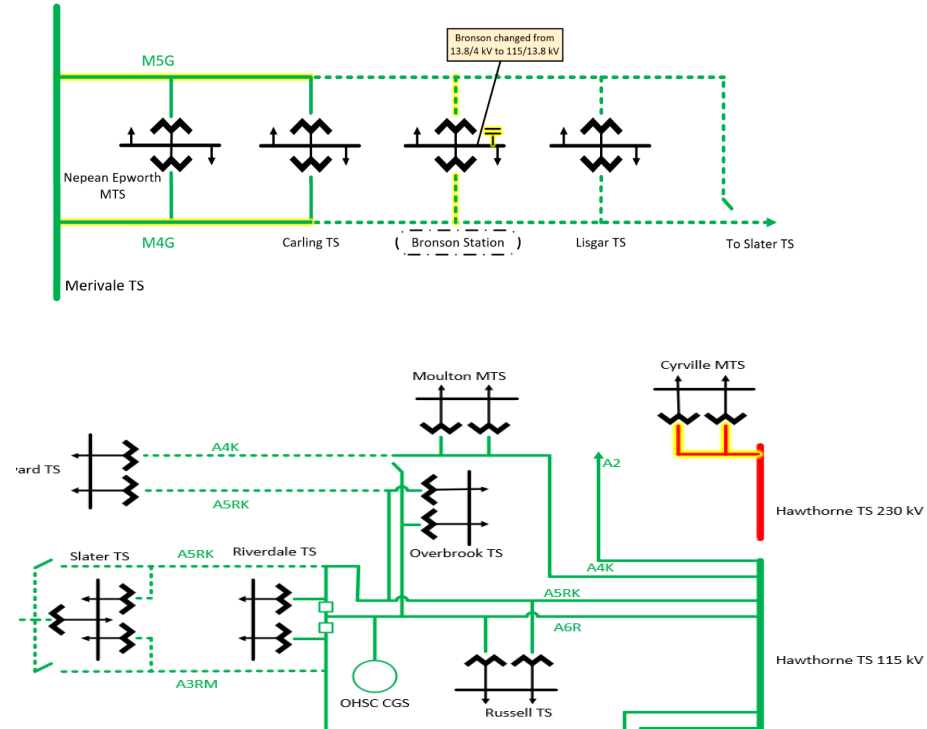 Bronson changed from
13.8/4 kV to 115/13.8 kV
M5G
Nepean Epworth
MTS
M4G
Carling TS
Bronson Station
Lisgar TS
To Slater TS
Merivale TS
Cyrville MTS
Moulton MTS
A4K
A2
ard TS
A5RK
Hawthorne TS 230 kV
Overbrook TS
Slater TS
A5RK
Riverdale TS
A4K
A5RK
A6R
Hawthorne TS 115 kV
A3RM
OHSC CGS
Russell TS